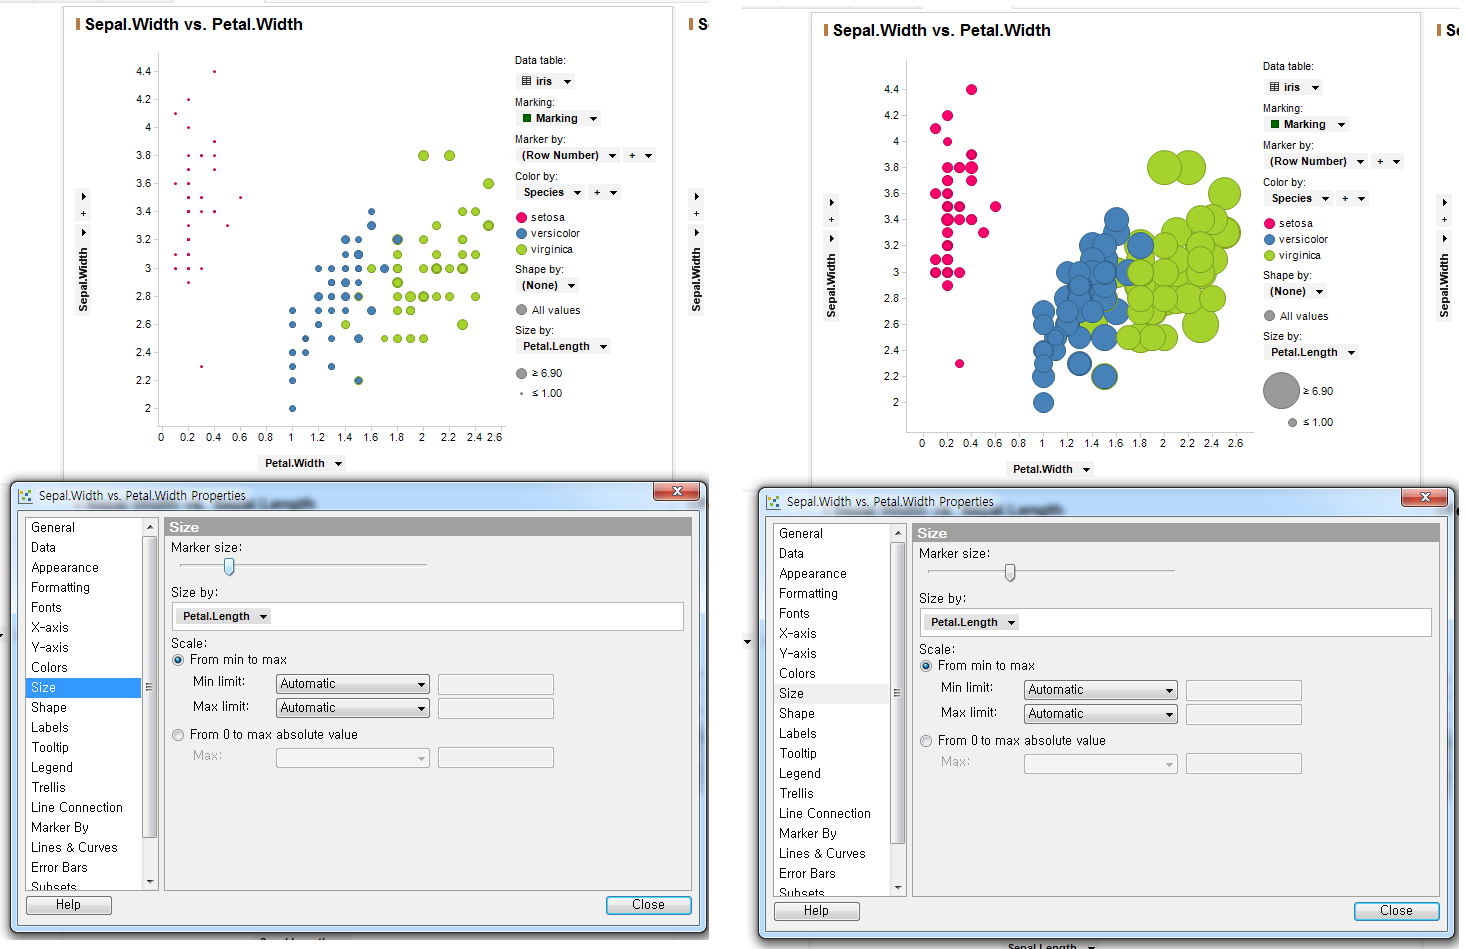 Sepal.Width vs. Petal.Width
S
Data table:
iris
Marking:
Marking
Marker by:
(Row Number)
+
Color by:
Species
+
setosa
versicolor
virginica
Shape by:
(None)
All values
Size by:
Petal.Length
≥ 6.90
≤ 1.00
4.4
4.2
4
3.8
3.6
3.4
3.2
3
2.8
2.6
2.4
2.2
2
+
Sepal.Width
0 0.2 0.4 0.6 0.8 1 1.2 1.4 1.6 1.8 2 2.2 2.4 2.6
Petal.Width
+
Sepal.Width
Sepal.Width vs. Petal.Width Properties
General
Data
Appearance
Formatting
Fonts
X-axis
Y-axis
Colors
Size
Shape
Labels
Tooltip
Legend
Trellis
Line Connection
Marker By
Lines & Curves
Error Bars
Subsets
Size
Marker size:
Size by:
Petal.Length
Scale:
From min to max
Min limit: Automatic
Max limit: Automatic
From 0 to max absolute value
Max:
Help
Close
Sepal.Width vs. Petal.Width
S
Data table:
iris
Marking:
Marking
Marker by:
(Row Number)
+
Color by:
Species
+
setosa
versicolor
virginica
Shape by:
(None)
All values
Size by:
Petal.Length
≥ 6.90
≤ 1.00
4.4
4.2
4
3.8
3.6
3.4
3.2
3
2.8
2.6
2.4
2.2
2
+
Sepal.Width
0 0.2 0.4 0.6 0.8 1 1.2 1.4 1.6 1.8 2 2.2 2.4 2.6
Petal.Width
+
Sepal.Width
Sepal.Width vs. Petal.Width Properties
General
Data
Appearance
Formatting
Fonts
X-axis
Y-axis
Colors
Size
Shape
Labels
Tooltip
Legend
Trellis
Line Connection
Marker By
Lines & Curves
Error Bars
Subsets
Size
Marker size:
Size by:
Petal.Length
Scale:
From min to max
Min limit: Automatic
Max limit: Automatic
From 0 to max absolute value
Max:
Help
Close
Sepal.Length